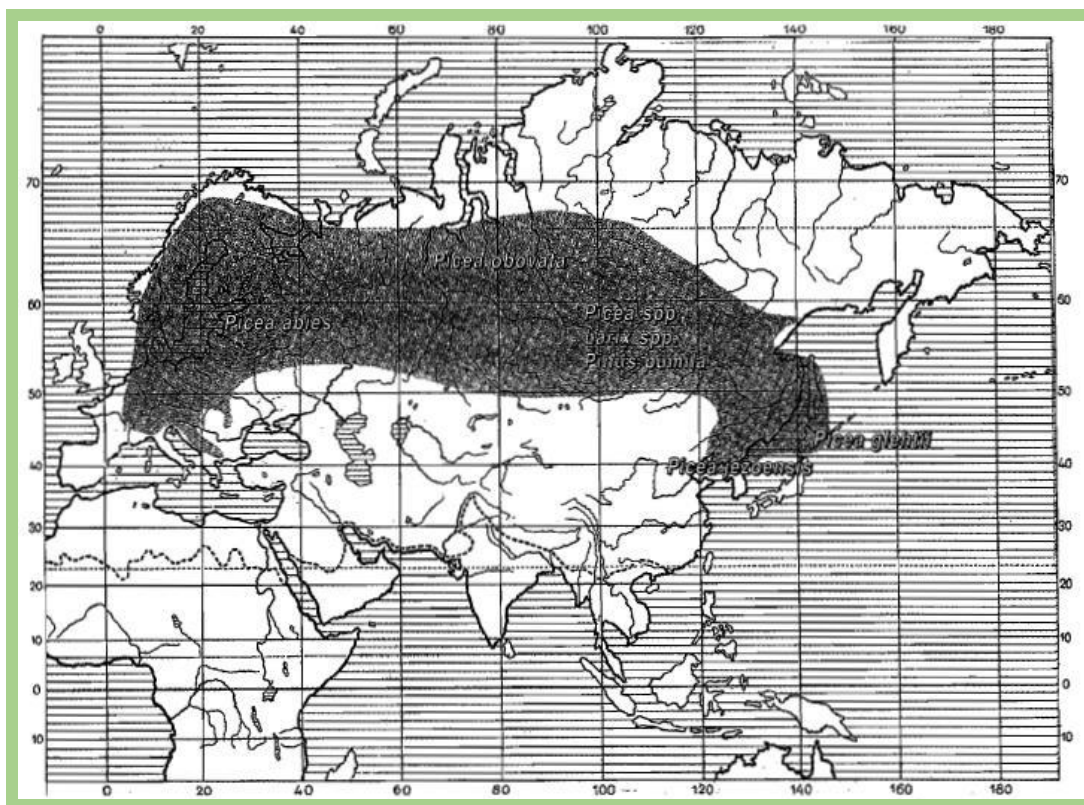 0 20 40 60 80 100 120 140 160 180
70 70
Picea obovata
60 60
Picea abies
Picea spp.
Larix spp.
Pinus pumila
50 50
Picea glehnii
40 Picea jezoensis 40
30 30
20 20
10 10
0 0
10 10
0 20 40 60 80 100 120 140 160 180